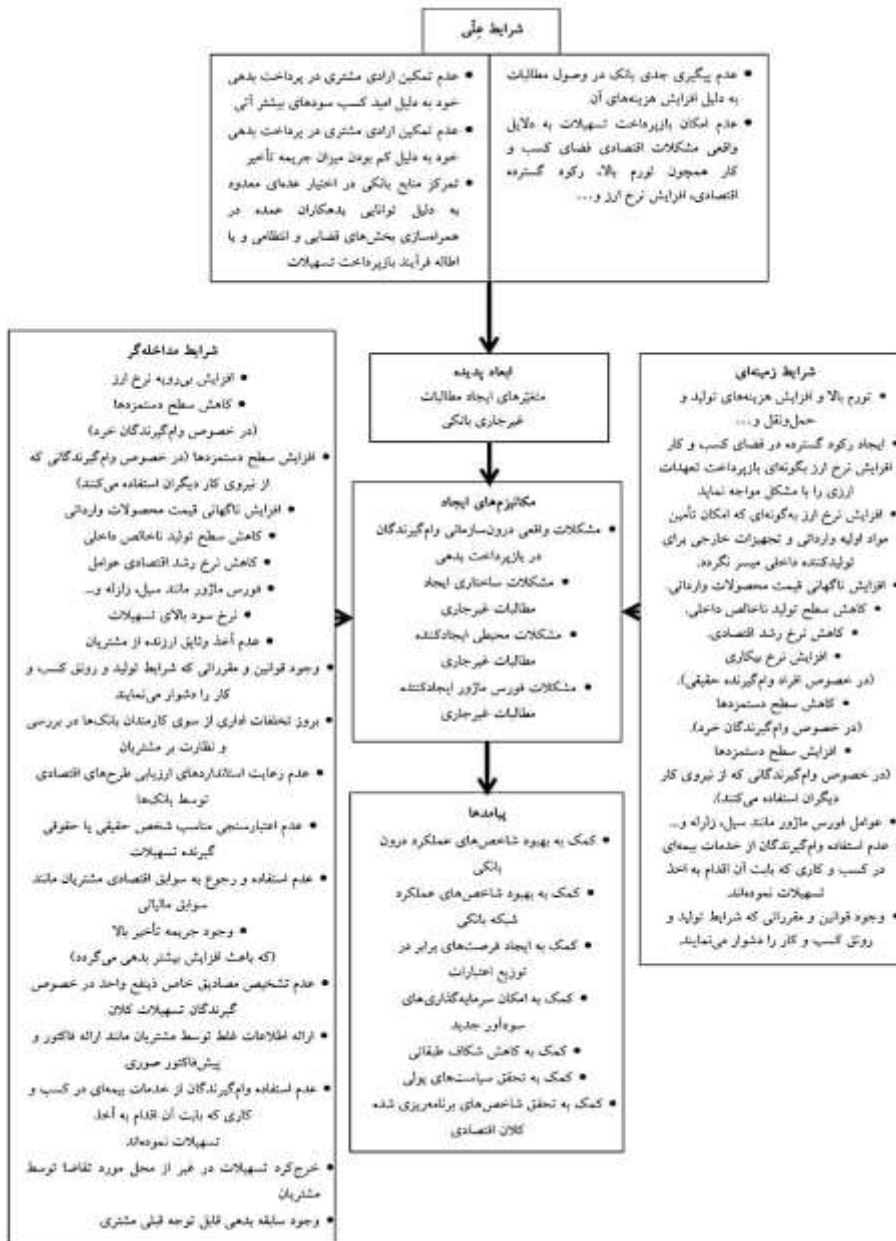 شرایط علّی
عدم پیگیری جدی بانک در وصول مطالبات
به دلیل افزایش هزینه‌های آن.
عدم امکان بازپرداخت تسهیلات به دلایل
واقعی مشکلات اقتصادی فضای کسب و
کار همچون تورم بالا، رکود گسترده
اقتصادی، افزایش نرخ ارز و...
عدم تمکین ارادی مشتری در پرداخت بدهی
خود به دلیل امید کسب سودهای بیشتر آتی
عدم تمکین ارادی مشتری در پرداخت بدهی
خود به دلیل کم بودن میزان جریمه تأخیر
تمرکز منابع بانکی در اختیار عده‌ای معدود
به دلیل توانایی بدهکاران عمده در
همراه‌سازی بخش‌های قضایی و انتظامی و یا
اطاله فرآیند بازپرداخت تسهیلات
شرایط زمینه‌ای
تورم بالا و افزایش هزینه‌های تولید و
حمل‌ونقل و...
ایجاد رکود گسترده در فضای کسب و کار
افزایش نرخ ارز بگونه‌ای بازپرداخت تعهدات
ارزی را با مشکل مواجه نماید
افزایش نرخ ارز به‌گونه‌ای که امکان تأمین
مواد اولیه وارداتی و تجهیزات خارجی برای
تولیدکننده داخلی میسر نگردد.
افزایش ناگهانی قیمت محصولات وارداتی.
کاهش سطح تولید ناخالص داخلی.
کاهش نرخ رشد اقتصادی.
افزایش نرخ بیکاری
(در خصوص افراد وام‌گیرنده حقیقی).
کاهش سطح دستمزدها
(در خصوص وام‌گیرندگان خرد).
افزایش سطح دستمزدها
(در خصوص وام‌گیرندگانی که از نیروی کار
دیگران استفاده می‌کنند).
عوامل فورس ماژور مانند سیل، زلزله و...
عدم استفاده وام‌گیرندگان از خدمات بیمه‌ای
در کسب و کاری که بابت آن اقدام به اخذ
تسهیلات نموده‌اند.
وجود قوانین و مقرراتی که شرایط تولید و
رونق کسب و کار را دشوار می‌نمایند.
ابعاد پدیده
متغیّرهای ایجاد مطالبات
غیرجاری بانکی
مکانیزم‌های ایجاد
مشکلات واقعی درون‌سازمانی وام‌گیرندگان
در بازپرداخت بدهی
مشکلات ساختاری ایجاد
مطالبات غیرجاری
مشکلات محیطی ایجادکننده
مطالبات غیرجاری
مشکلات فورس ماژور ایجادکننده
مطالبات غیرجاری
پیامدها
کمک به بهبود شاخص‌های عملکرد درون
بانکی
کمک به بهبود شاخص‌های عملکرد
شبکه بانکی
کمک به ایجاد فرصت‌های برابر در
توزیع اعتبارات
کمک به امکان سرمایه‌گذاری‌های
سودآور جدید
کمک به کاهش شکاف طبقاتی
کمک به تحقق سیاست‌های پولی
کمک به تحقق شاخص‌های برنامه‌ریزی شده
کلان اقتصادی
شرایط مداخله‌گر
افزایش بی‌رویه نرخ ارز
کاهش سطح دستمزدها
(در خصوص وام‌گیرندگان خرد)
افزایش سطح دستمزدها (در خصوص وام‌گیرندگانی که
از نیروی کار دیگران استفاده می‌کنند)
افزایش ناگهانی قیمت محصولات وارداتی
کاهش سطح تولید ناخالص داخلی
کاهش نرخ رشد اقتصادی عوامل
فورس ماژور مانند سیل، زلزله و...
نرخ سود بالای تسهیلات
عدم أخذ وثایق ارزنده از مشتریان
وجود قوانین و مقرراتی که شرایط تولید و رونق کسب و
کار را دشوار می‌نمایند
بروز تخلفات اداری از سوی کارمندان بانک‌ها در بررسی
و نظارت بر مشتریان
عدم رعایت استانداردهای ارزیابی طرح‌های اقتصادی
توسط بانک‌ها
عدم اعتبارسنجی مناسب شخص حقیقی یا حقوقی
گیرنده تسهیلات
عدم استفاده و رجوع به سوابق اقتصادی مشتریان مانند
سوابق مالیاتی
وجود جریمه تأخیر بالا
(که باعث افزایش بیشتر بدهی می‌گردد)
عدم تشخیص مصادیق خاص ذینفع واحد در خصوص
گیرندگان تسهیلات کلان
ارائه اطلاعات غلط توسط مشتریان مانند ارائه فاکتور و
پیش‌فاکتور صوری
عدم استفاده وام‌گیرندگان از خدمات بیمه‌ای در کسب و
کاری که بابت آن اقدام به أخذ
تسهیلات نموده‌اند
خرج‌کرد تسهیلات در غیر از محل مورد تقاضا توسط
مشتریان
وجود سابقه بدهی قابل توجه قبلی مشتری